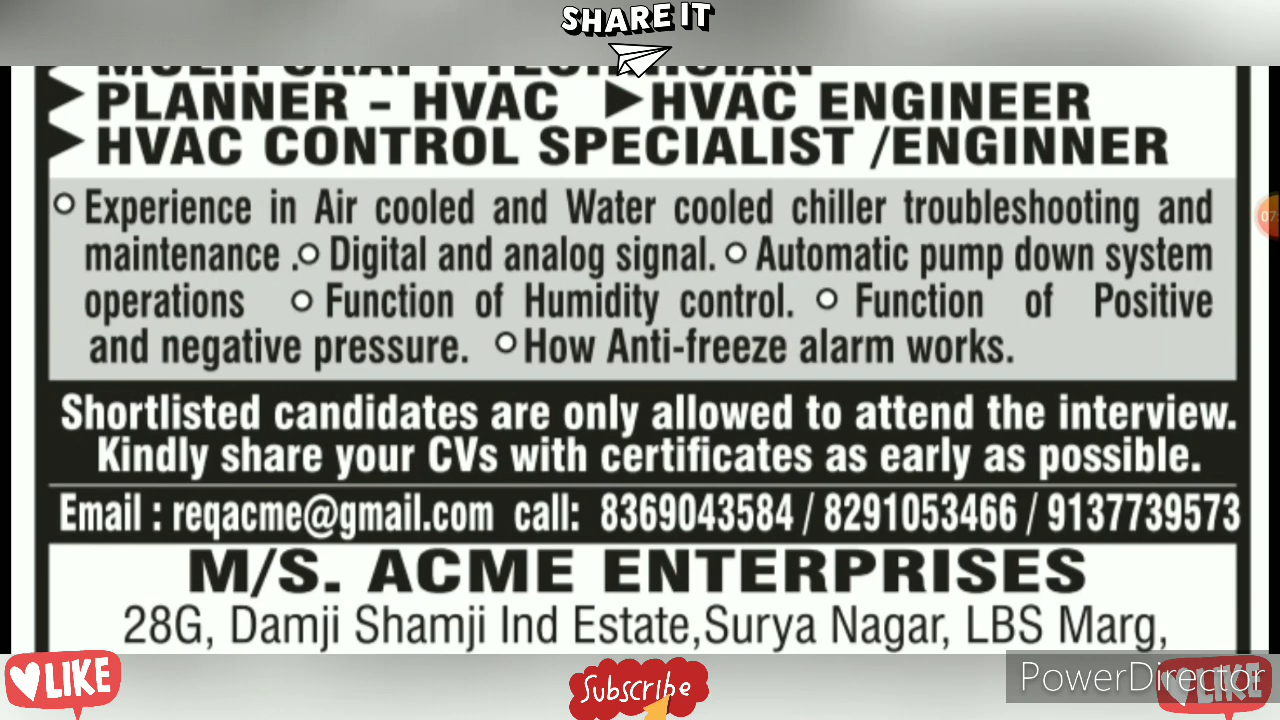 SHARE IT
MULTI CRAFT TECHNICIAN
▶PLANNER - HVAC ▶HVAC ENGINEER
▶HVAC CONTROL SPECIALIST /ENGINNER
○ Experience in Air cooled and Water cooled chiller troubleshooting and
maintenance .○ Digital and analog signal. ○ Automatic pump down system
operations ○ Function of Humidity control. ○ Function of Positive
and negative pressure. ○ How Anti-freeze alarm works.
Shortlisted candidates are only allowed to attend the interview.
Kindly share your CVs with certificates as early as possible.
Email : reqacme@gmail.com call: 8369043584 / 8291053466 / 9137739573
M/S. ACME ENTERPRISES
28G, Damji Shamji Ind Estate,Surya Nagar, LBS Marg,
LIKE
Subscribe
PowerDirector
LIKE